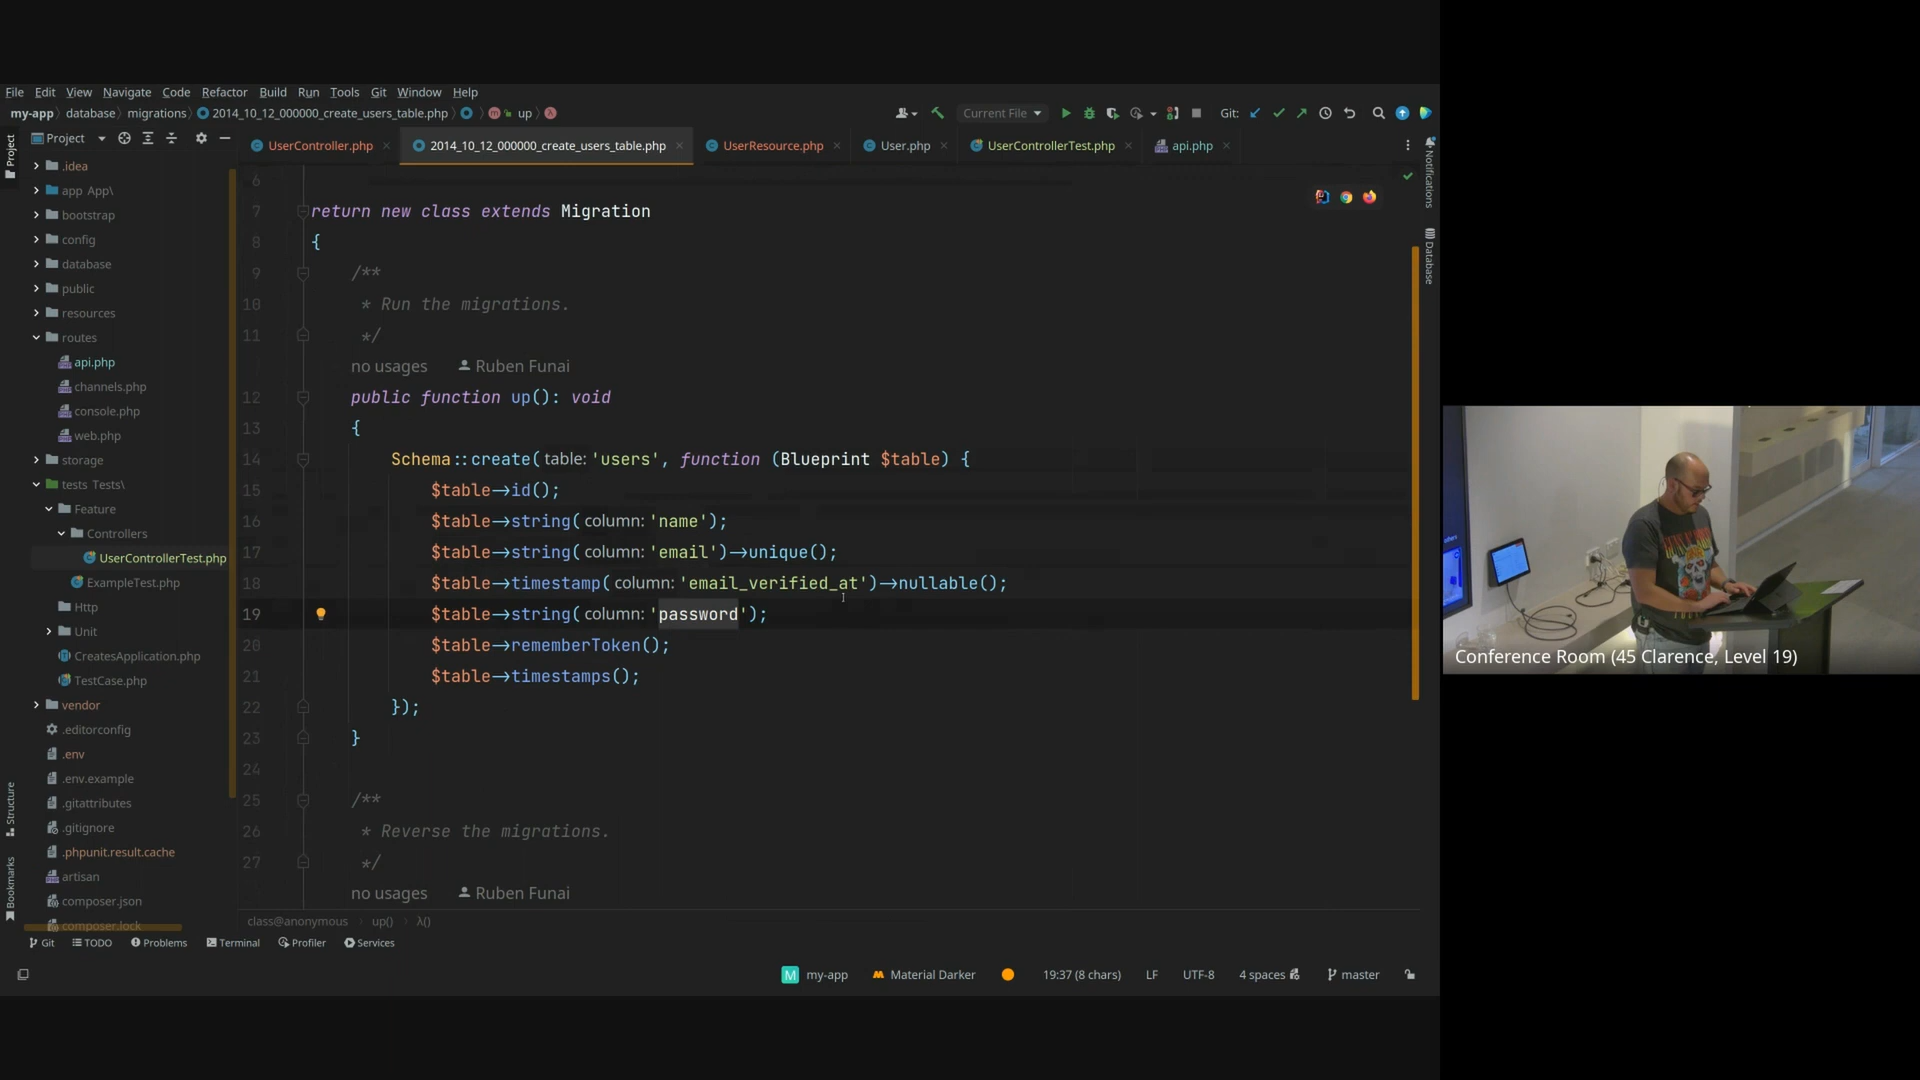 File Edit View Navigate Code Refactor Build Run Tools Git Window Help
my-app database migrations 2014_10_12_000000_create_users_table.php up
Current File Git:
Project
UserController.php 2014_10_12_000000_create_users_table.php UserResource.php User.php UserControllerTest.php api.php
Project
Notifications
Database
Structure
Bookmarks
.idea
app App\
bootstrap
config
database
public
resources
routes
api.php
channels.php
console.php
web.php
storage
tests Tests\
Feature
Controllers
UserControllerTest.php
ExampleTest.php
Http
Unit
CreatesApplication.php
TestCase.php
vendor
.editorconfig
.env
.env.example
.gitattributes
.gitignore
.phpunit.result.cache
artisan
composer.json
composer.lock
6
7 return new class extends Migration
8 {
9 /**
10 * Run the migrations.
11 */
no usages Ruben Funai
12 public function up(): void
13 {
14 Schema::create( table: 'users', function (Blueprint $table) {
15 $table->id();
16 $table->string( column: 'name');
17 $table->string( column: 'email')->unique();
18 $table->timestamp( column: 'email_verified_at')->nullable();
19 $table->string( column: 'password');
20 $table->rememberToken();
21 $table->timestamps();
22 });
23 }
24
25 /**
26 * Reverse the migrations.
27 */
no usages Ruben Funai
class@anonymous up() λ()
Git TODO Problems Terminal Profiler Services
M my-app Material Darker 19:37 (8 chars) LF UTF-8 4 spaces master
Conference Room (45 Clarence, Level 19)